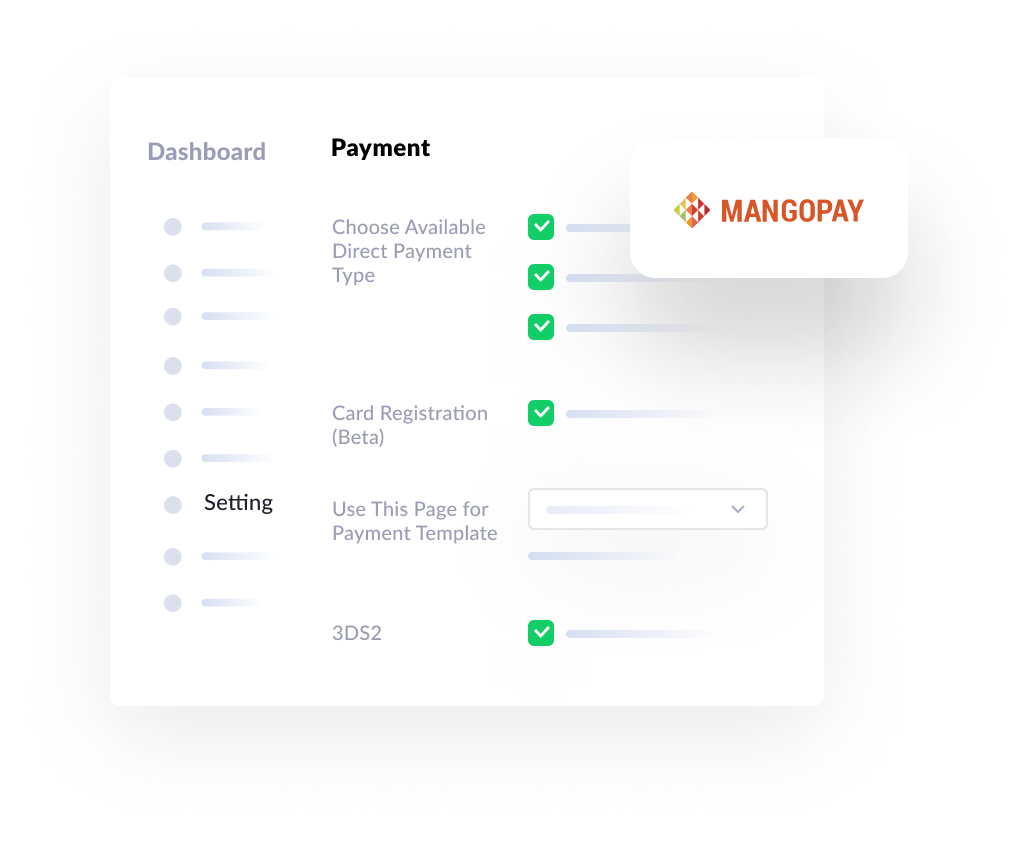 Dashboard
Payment
MANGOPAY
Choose Available
Direct Payment
Type
Card Registration
(Beta)
Setting
Use This Page for
Payment Template
3DS2